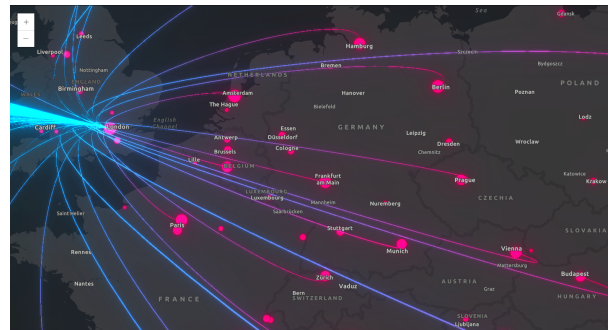 Sea
Gdansk
+
−
Leeds
Liverpool
Hamburg
Szczecin
Nottingham
Bremen
Bydgoszcz
NETHERLANDS
ENGLAND
POLAND
Birmingham
Berlin
WALES
Amsterdam
Hanover
Poznan
The Hague
Bielefeld
Lodz
English
Channel
Cardiff
London
GERMANY
Essen
Düsseldorf
Leipzig
Antwerp
Cologne
Dresden
Wroclaw
Brussels
Chemnitz
Lille
BELGIUM
Katowice
Frankfurt
am Main
Prague
Krakow
LUXEMBOURG
Luxembourg
Mannheim
Nuremberg
CZECHIA
Saint Helier
Saarbrücken
Paris
Stuttgart
SLOVAKIA
Rennes
Munich
Vienna
Mattersburg
Zürich
Budapest
Nantes
Vaduz
AUSTRIA
Graz
Bern
SWITZERLAND
FRANCE
HUNGARY
SLOVENIA
Ljubljana